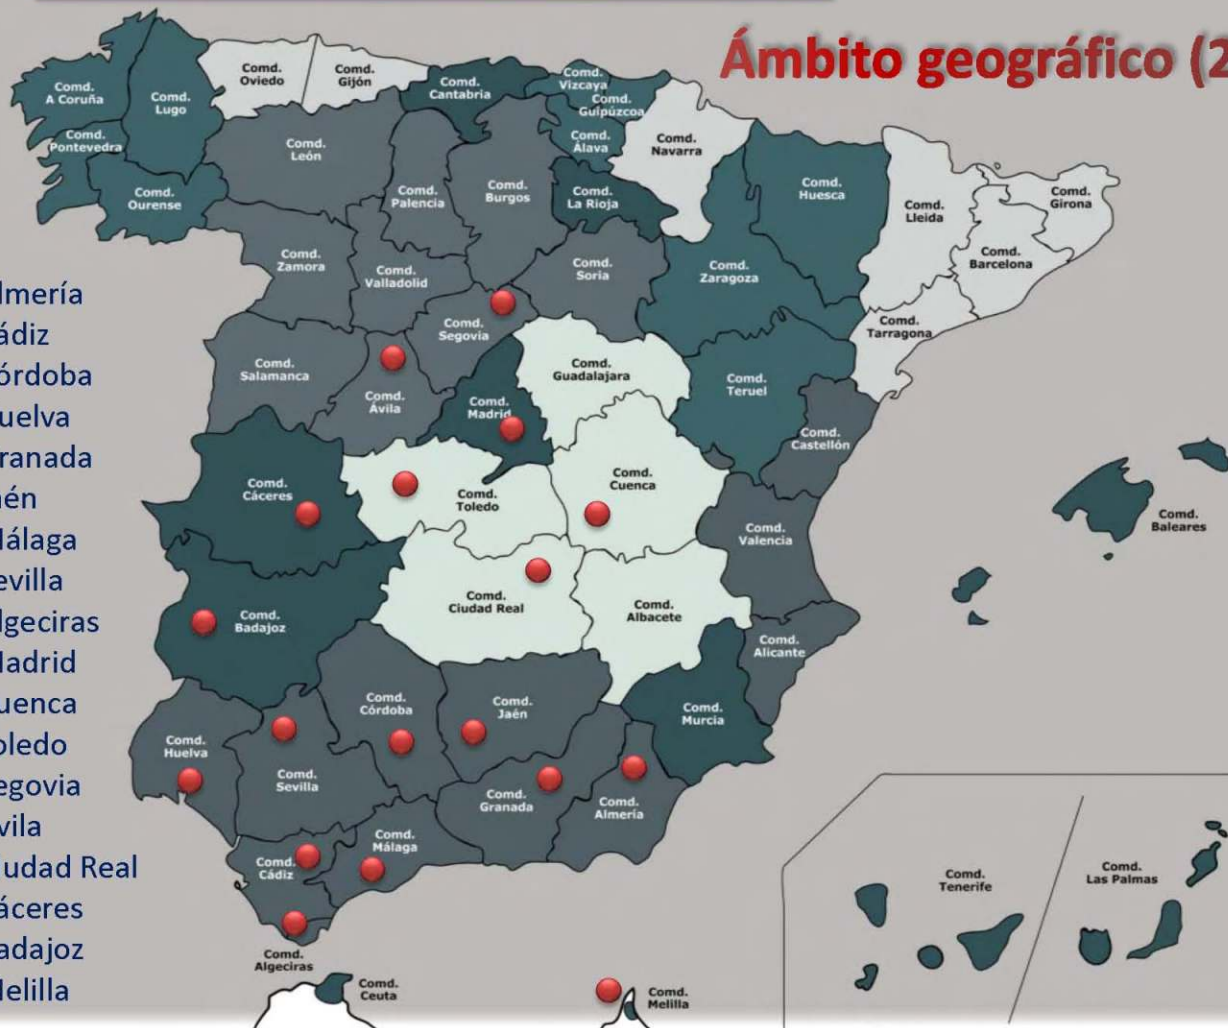 Ámbito geográfico (2
Comd.
A Coruña
Comd.
Lugo
Comd.
Oviedo
Comd.
Gijón
Comd.
Cantabria
Comd.
Vizcaya
Comd.
Guipúzcoa
Comd.
Álava
Comd.
Navarra
Comd.
Pontevedra
Comd.
Ourense
Comd.
León
Comd.
Palencia
Comd.
Burgos
Comd.
La Rioja
Comd.
Huesca
Comd.
Lleida
Comd.
Girona
Comd.
Barcelona
Comd.
Zamora
Comd.
Valladolid
Comd.
Soria
Comd.
Zaragoza
Comd.
Tarragona
Comd.
Segovia
Comd.
Salamanca
Comd.
Ávila
Comd.
Madrid
Comd.
Guadalajara
Comd.
Teruel
Comd.
Castellón
Comd.
Cáceres
Comd.
Toledo
Comd.
Cuenca
Comd.
Valencia
Comd.
Baleares
Comd.
Badajoz
Comd.
Ciudad Real
Comd.
Albacete
Comd.
Alicante
Comd.
Huelva
Comd.
Sevilla
Comd.
Córdoba
Comd.
Jaén
Comd.
Murcia
Comd.
Granada
Comd.
Almería
Comd.
Cádiz
Comd.
Málaga
Comd.
Algeciras
Comd.
Ceuta
Comd.
Melilla
Comd.
Tenerife
Comd.
Las Palmas
lmería
ádiz
órdoba
uelva
ranada
aén
álaga
evilla
lgeciras
adrid
uenca
oledo
egovia
vila
iudad Real
áceres
adajoz
elilla